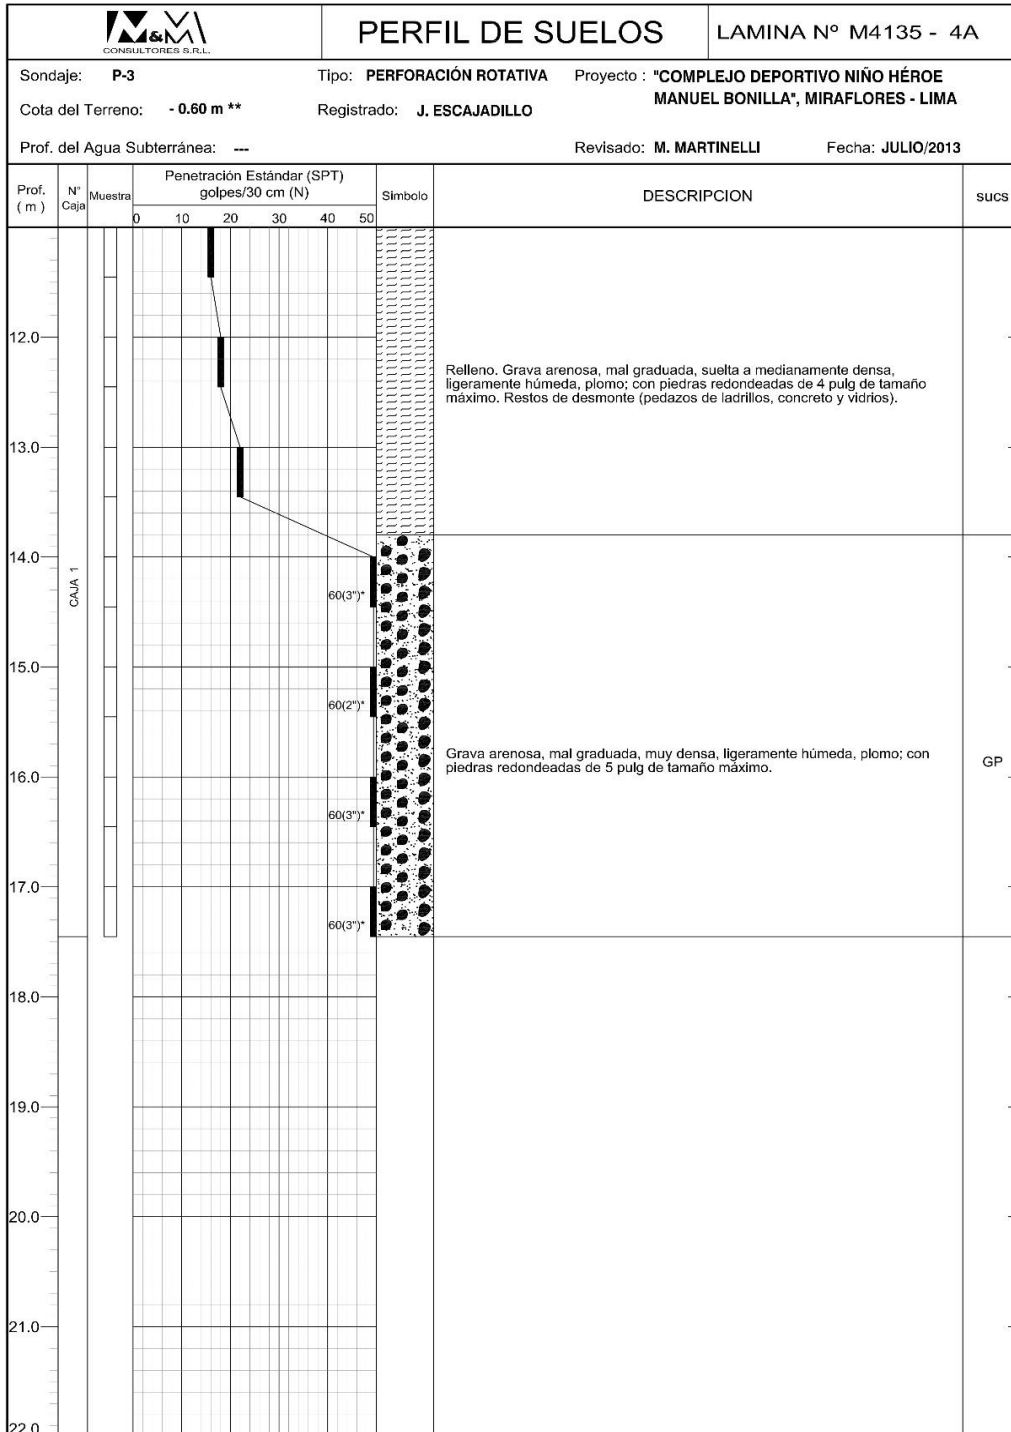 M&M
CONSULTORES S.R.L.
PERFIL DE SUELOS
LAMINA Nº M4135 - 4A
Sondaje: P-3
Tipo: PERFORACIÓN ROTATIVA
Proyecto : "COMPLEJO DEPORTIVO NIÑO HÉROE
MANUEL BONILLA", MIRAFLORES - LIMA
Cota del Terreno: - 0.60 m **
Registrado: J. ESCAJADILLO
Prof. del Agua Subterránea: ---
Revisado: M. MARTINELLI
Fecha: JULIO/2013
Prof.
( m )
N°
Caja
Muestra
Penetración Estándar (SPT)
golpes/30 cm (N)
0 10 20 30 40 50
Simbolo
DESCRIPCION
sucs
12.0
Relleno. Grava arenosa, mal graduada, suelta a medianamente densa,
ligeramente húmeda, plomo; con piedras redondeadas de 4 pulg de tamaño
máximo. Restos de desmonte (pedazos de ladrillos, concreto y vidrios).
13.0
14.0
CAJA 1
60(3")*
15.0
60(2")*
Grava arenosa, mal graduada, muy densa, ligeramente húmeda, plomo; con
piedras redondeadas de 5 pulg de tamaño máximo.
GP
16.0
60(3")*
17.0
60(3")*
18.0
19.0
20.0
21.0
22.0